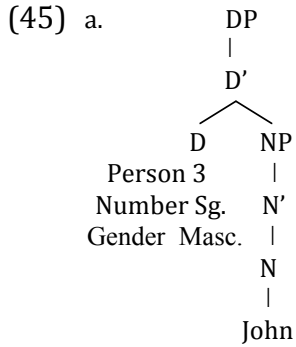 (45) a. DP
D'
D NP
Person 3
Number Sg. N'
Gender Masc.
N
John